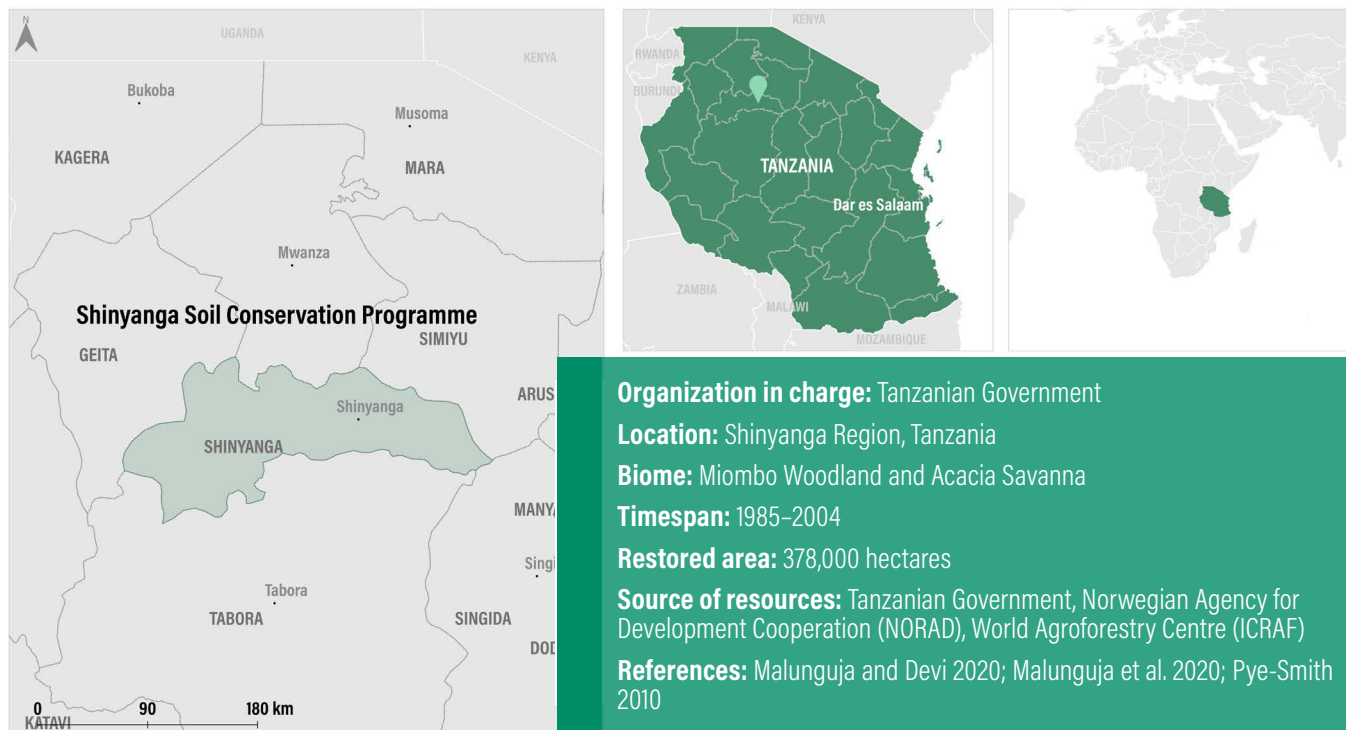 N
UGANDA
KENYA
Bukoba
Musoma
KAGERA
MARA
Mwanza
Shinyanga Soil Conservation Programme
SIMIYU
GEITA
ARUS
Shinyanga
SHINYANGA
MANYA
Singi
Tabora
TABORA
SINGIDA
DOD
0 90 180 km
KATAVI
KENYA
RWANDA
BURUNDI
TANZANIA
Dar es Salaam
ZAMBIA
MALAWI
MOZAMBIQUE
Organization in charge: Tanzanian Government
Location: Shinyanga Region, Tanzania
Biome: Miombo Woodland and Acacia Savanna
Timespan: 1985–2004
Restored area: 378,000 hectares
Source of resources: Tanzanian Government, Norwegian Agency for
Development Cooperation (NORAD), World Agroforestry Centre (ICRAF)
References: Malunguja and Devi 2020; Malunguja et al. 2020; Pye-Smith
2010